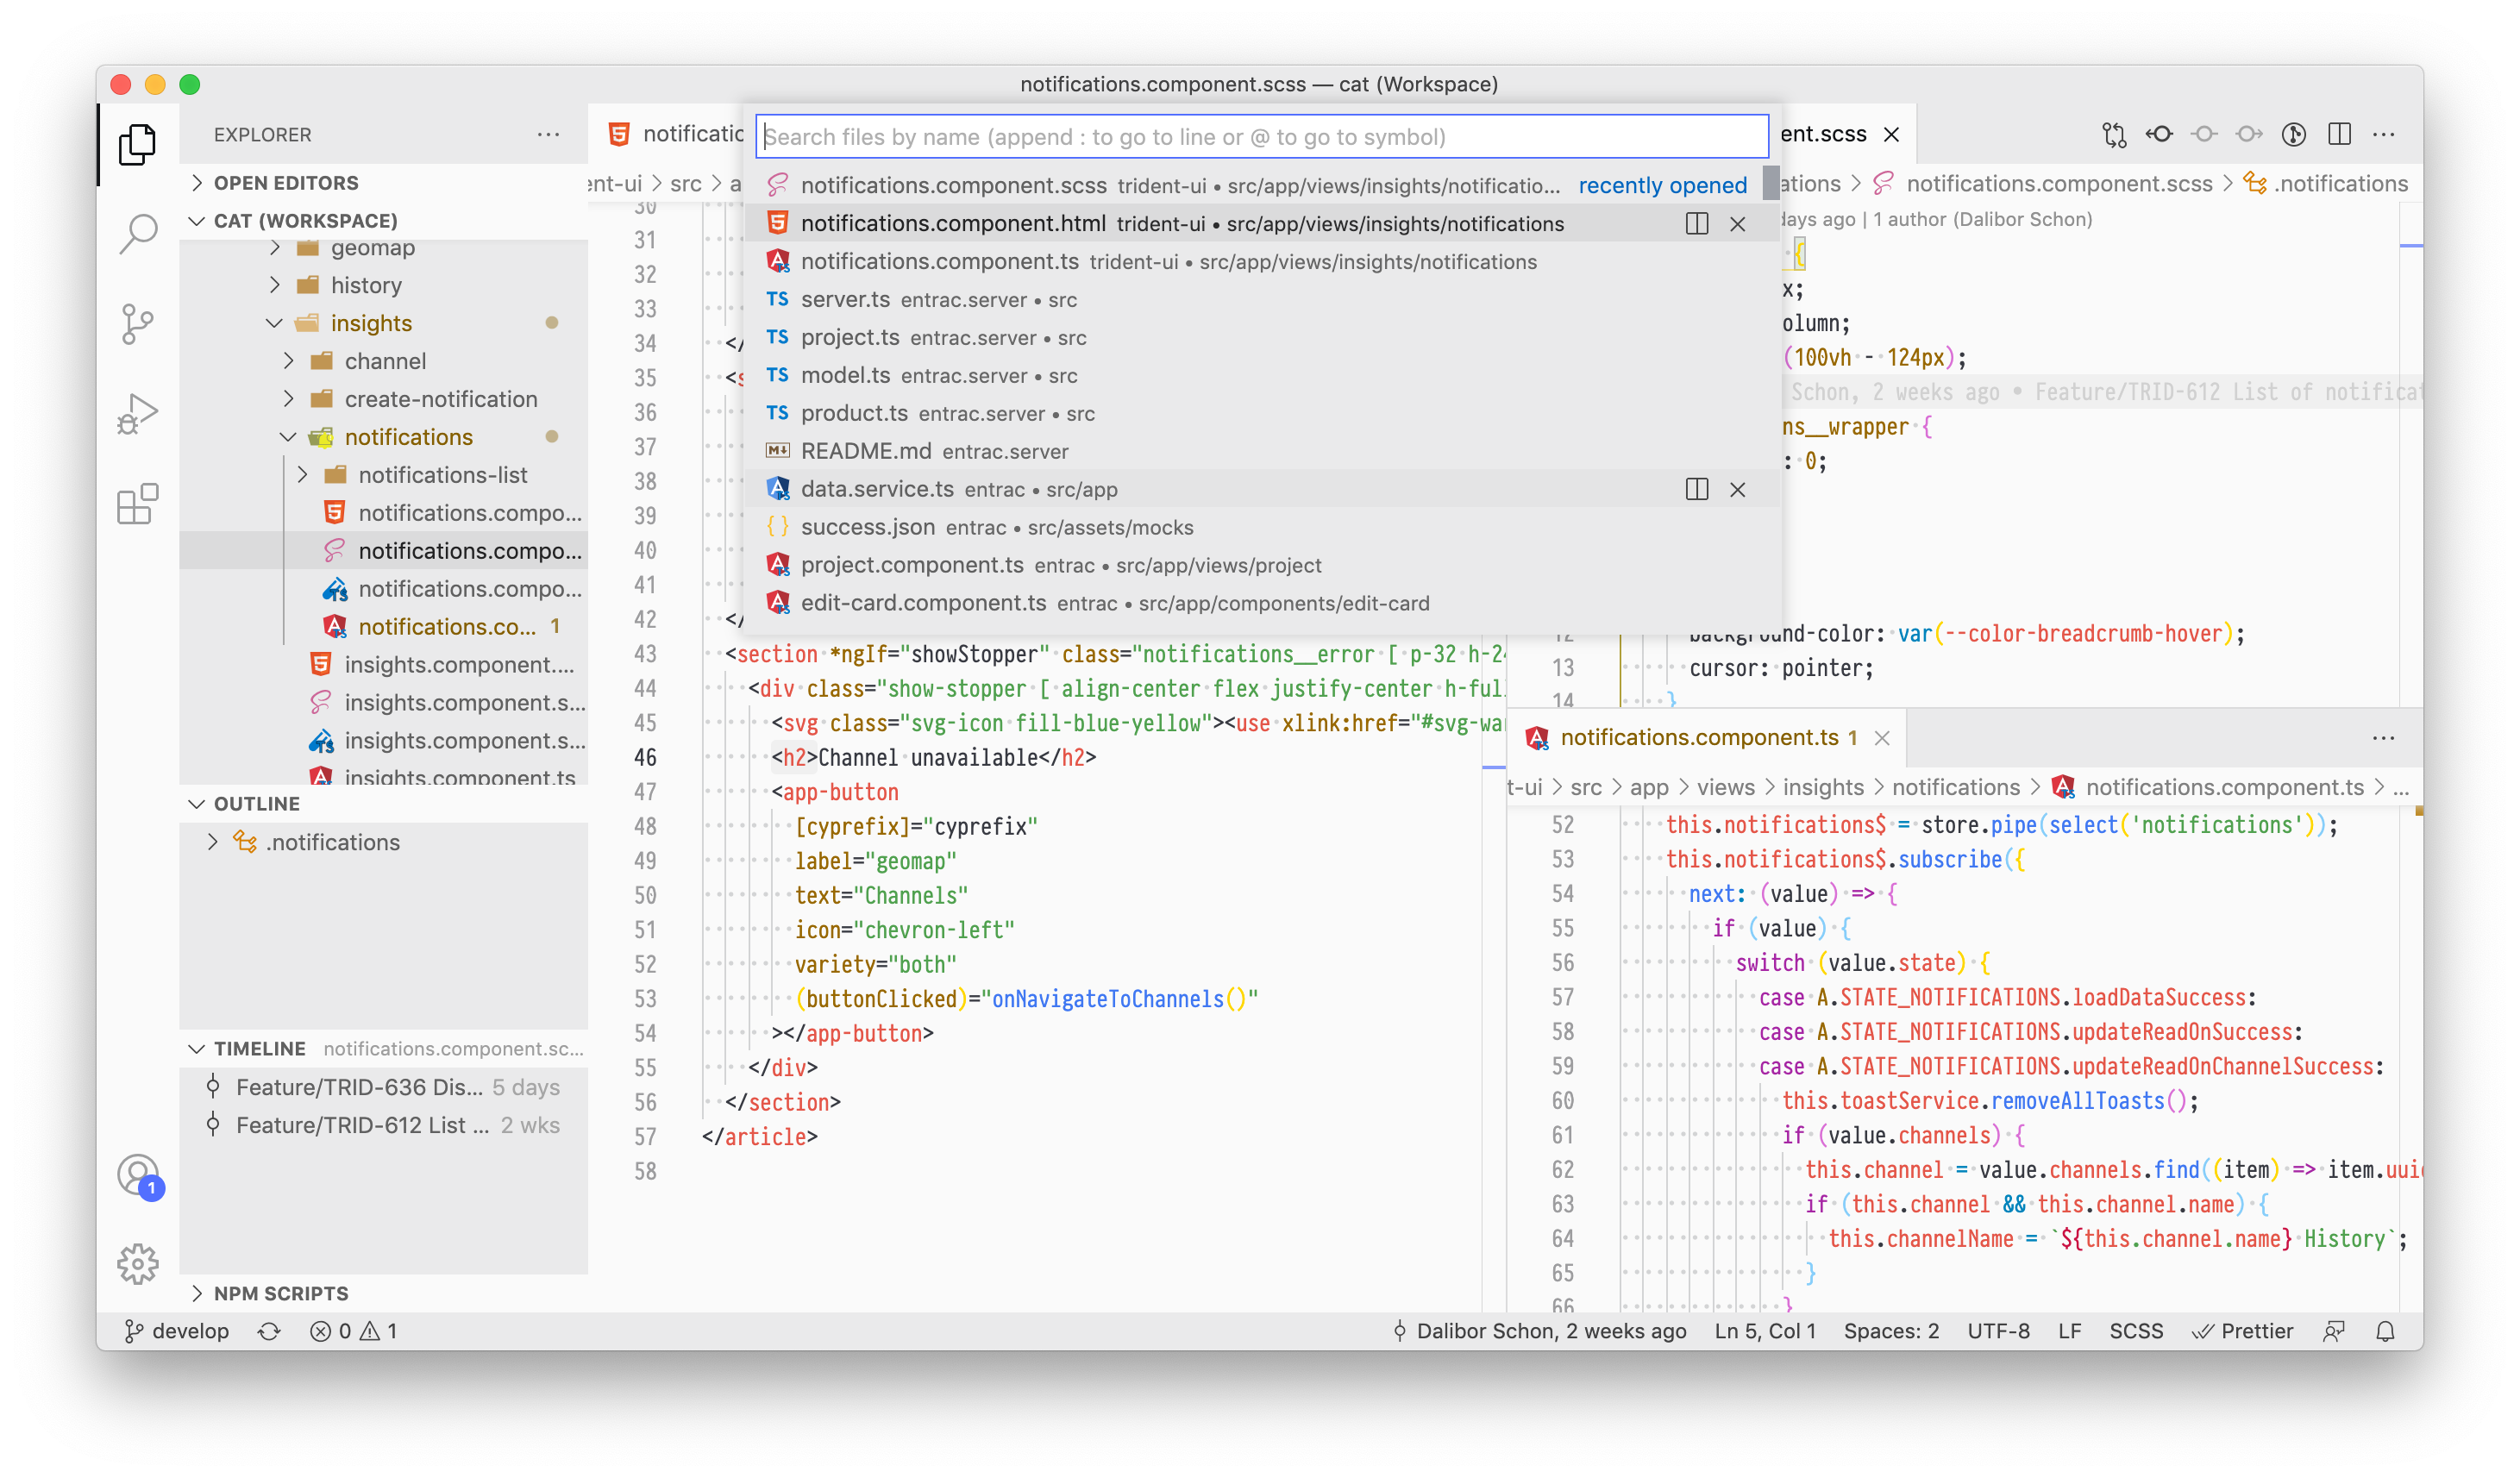 notifications.component.scss — cat (Workspace)
EXPLORER
OPEN EDITORS
CAT (WORKSPACE)
geomap
history
insights
channel
create-notification
notifications
notifications-list
notifications.compo...
notifications.compo...
notifications.compo...
notifications.co... 1
insights.component....
insights.component.s...
insights.component.s...
insights.component.ts
OUTLINE
.notifications
TIMELINE notifications.component.sc...
Feature/TRID-636 Dis... 5 days
Feature/TRID-612 List ... 2 wks
1
NPM SCRIPTS
Search files by name (append : to go to line or @ to go to symbol)
notifications.component.scss trident-ui • src/app/views/insights/notificatio... recently opened
notifications.component.html trident-ui • src/app/views/insights/notifications
notifications.component.ts trident-ui • src/app/views/insights/notifications
TS server.ts entrac.server • src
TS project.ts entrac.server • src
TS model.ts entrac.server • src
TS product.ts entrac.server • src
README.md entrac.server
data.service.ts entrac • src/app
{ } success.json entrac • src/assets/mocks
project.component.ts entrac • src/app/views/project
edit-card.component.ts entrac • src/app/components/edit-card
notificatio
ent-ui > src > a
30
31
32
33
34 </
35 <s
36
37
38
39
40
41
42 </
43 <section *ngIf="showStopper" class="notifications__error [ p-32 h-24
44 <div class="show-stopper [ align-center flex justify-center h-full
45 <svg class="svg-icon fill-blue-yellow"><use xlink:href="#svg-wa
46 <h2>Channel unavailable</h2>
47 <app-button
48 [cyprefix]="cyprefix"
49 label="geomap"
50 text="Channels"
51 icon="chevron-left"
52 variety="both"
53 (buttonClicked)="onNavigateToChannels()"
54 ></app-button>
55 </div>
56 </section>
57 </article>
58
ent.scss
ations > notifications.component.scss > .notifications
days ago | 1 author (Dalibor Schon)
{
x;
olumn;
(100vh - 124px);
Schon, 2 weeks ago • Feature/TRID-612 List of notificat
ns__wrapper {
: 0;
12 background-color: var(--color-breadcrumb-hover);
13 cursor: pointer;
14 }
notifications.component.ts 1
t-ui > src > app > views > insights > notifications > notifications.component.ts > ...
52 this.notifications$ = store.pipe(select('notifications'));
53 this.notifications$.subscribe({
54 next: (value) => {
55 if (value) {
56 switch (value.state) {
57 case A.STATE_NOTIFICATIONS.loadDataSuccess:
58 case A.STATE_NOTIFICATIONS.updateReadOnSuccess:
59 case A.STATE_NOTIFICATIONS.updateReadOnChannelSuccess:
60 this.toastService.removeAllToasts();
61 if (value.channels) {
62 this.channel = value.channels.find((item) => item.uui
63 if (this.channel && this.channel.name) {
64 this.channelName = `${this.channel.name} History`;
65 }
66 }
develop 0 1
Dalibor Schon, 2 weeks ago Ln 5, Col 1 Spaces: 2 UTF-8 LF SCSS Prettier